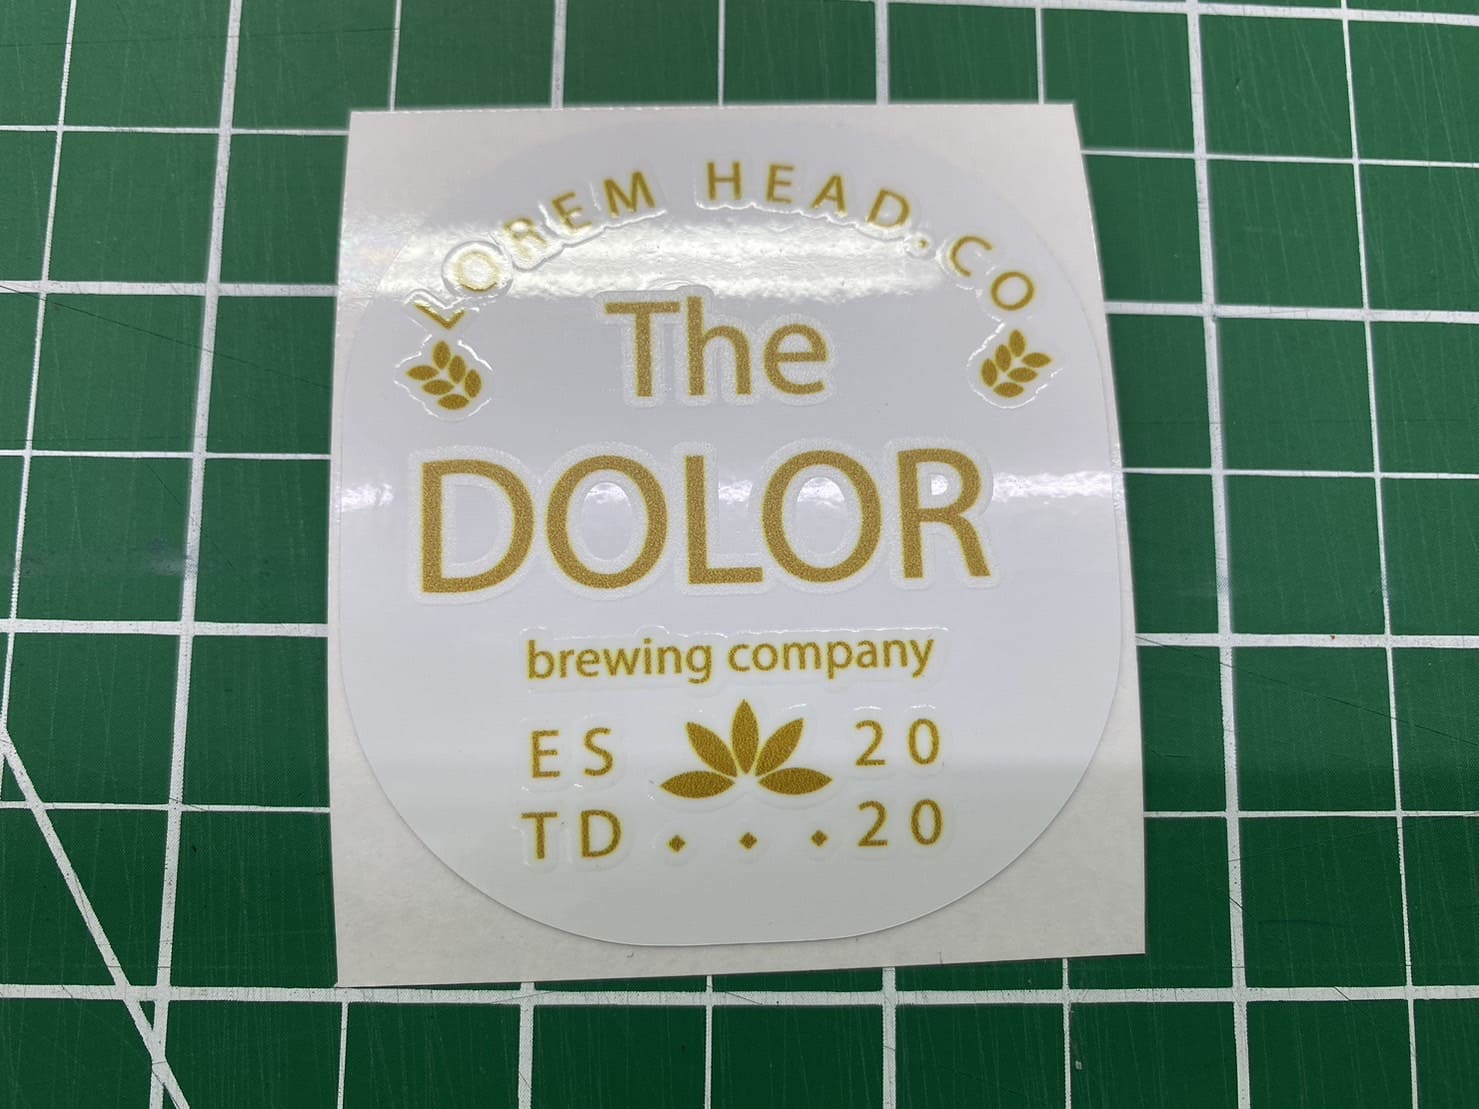 LOREM HEAD.CO
The
DOLOR
brewing company
ES 20
TD 20